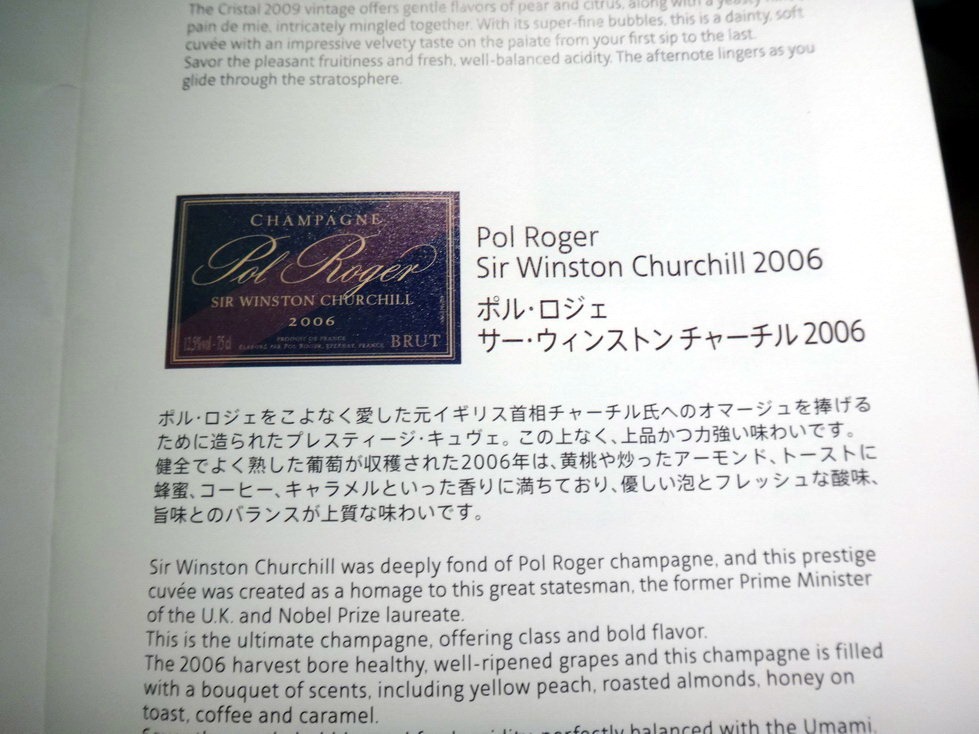 The Cristal 2009 vintage offers gentle flavors of pear and citrus, along with a yeasty
pain de mie, intricately mingled together. With its super-fine bubbles, this is a dainty, soft
cuvée with an impressive velvety taste on the palate from your first sip to the last.
Savor the pleasant fruitiness and fresh, well-balanced acidity. The afternote lingers as you
glide through the stratosphere.
CHAMPAGNE
Pol Roger
SIR WINSTON CHURCHILL
2006
PRODUCE OF FRANCE
12,5%vol - 75cl ELABORÉ PAR POL ROGER, EPERNAY, FRANCE BRUT
Pol Roger
Sir Winston Churchill 2006
ポル・ロジェ
サー・ウィンストン チャーチル 2006
ポル・ロジェをこよなく愛した元イギリス首相チャーチル氏へのオマージュを捧げる
ために造られたプレスティージ・キュヴェ。この上なく、上品かつ力強い味わいです。
健全でよく熟した葡萄が収穫された2006年は、黄桃や炒ったアーモンド、トーストに
蜂蜜、コーヒー、キャラメルといった香りに満ちており、優しい泡とフレッシュな酸味、
旨味とのバランスが上質な味わいです。
Sir Winston Churchill was deeply fond of Pol Roger champagne, and this prestige
cuvée was created as a homage to this great statesman, the former Prime Minister
of the U.K. and Nobel Prize laureate.
This is the ultimate champagne, offering class and bold flavor.
The 2006 harvest bore healthy, well-ripened grapes and this champagne is filled
with a bouquet of scents, including yellow peach, roasted almonds, honey on
toast, coffee and caramel.
perfectly balanced with the Umami,